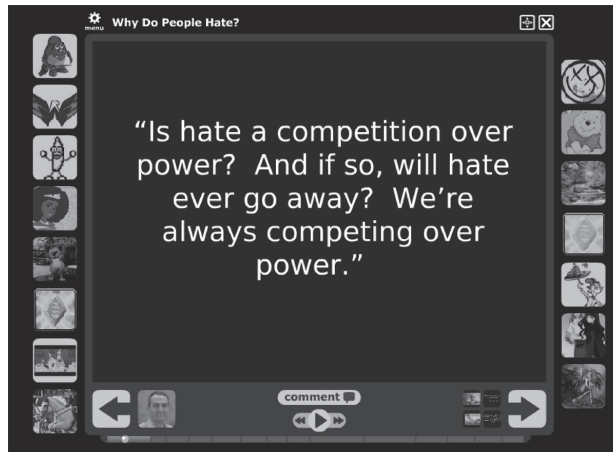 menu
Why Do People Hate?
“Is hate a competition over
power?  And if so, will hate
ever go away?  We’re
always competing over
power.”
comment